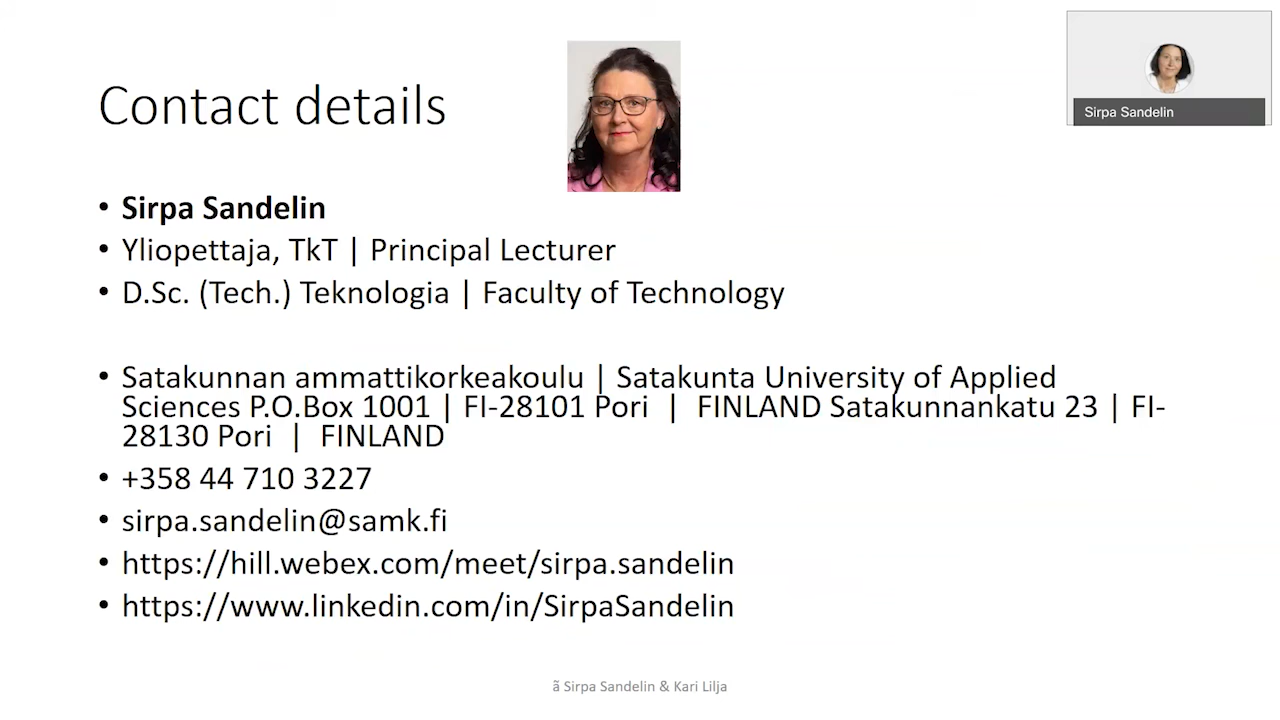 Contact details
Sirpa Sandelin
• Sirpa Sandelin
• Yliopettaja, TkT | Principal Lecturer
• D.Sc. (Tech.) Teknologia | Faculty of Technology
• Satakunnan ammattikorkeakoulu | Satakunta University of Applied
Sciences P.O.Box 1001 | FI-28101 Pori | FINLAND Satakunnankatu 23 | FI-
28130 Pori | FINLAND
• +358 44 710 3227
• sirpa.sandelin@samk.fi
• https://hill.webex.com/meet/sirpa.sandelin
• https://www.linkedin.com/in/SirpaSandelin
ã Sirpa Sandelin & Kari Lilja